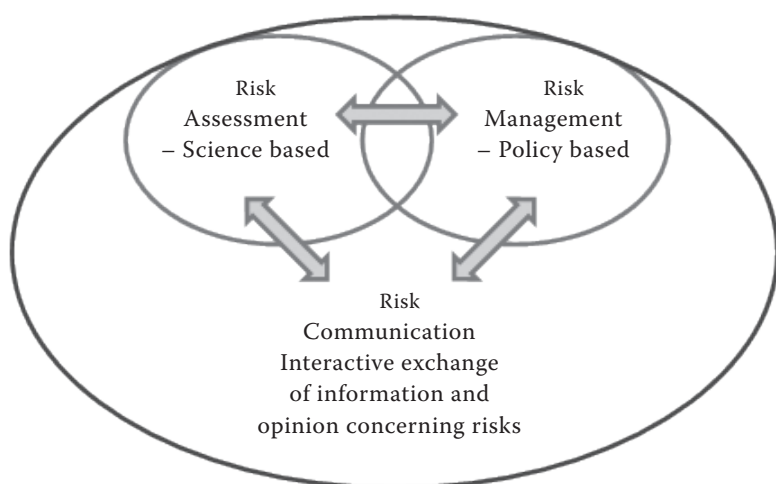 Risk
Assessment
– Science based
Risk
Management
– Policy based
Risk
Communication
Interactive exchange
of information and
opinion concerning risks